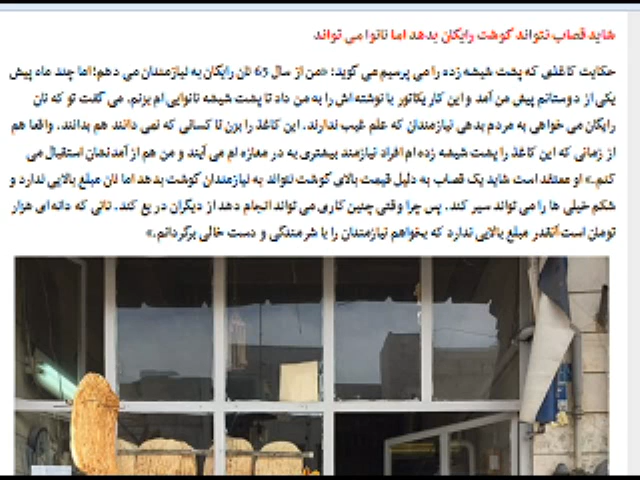 شاید قصاب نتواند گوشت رایگان بدهد اما نانوا می تواند
حکایت کاغذی که پشت شیشه زده را می پرسیم می گوید: «من از سال 65 نان رایگان به نیازمندان می دهم؛ اما چند ماه پیش
یکی از دوستانم پیش من آمد و این کاریکاتور با نوشته اش را به من داد تا پشت شیشه نانوایی ام بزنم. می گفت تو که نان
رایگان می خواهی به مردم بدهی نیازمندان که علم غیب ندارند. این کاغذ را بزن تا کسانی که نمی دانند هم بدانند. واقعا هم
از زمانی که این کاغذ را پشت شیشه زده ام افراد نیازمند بیشتری به در مغازه ام می آیند و من هم از آمدنشان استقبال می
کنم.» او معتقد است شاید یک قصاب به دلیل قیمت بالای گوشت نتواند به نیازمندان گوشت بدهد اما نان مبلغ بالایی ندارد و
شکم خیلی ها را می تواند سیر کند. پس چرا وقتی چنین کاری می تواند انجام دهد از دیگران دریغ کند. نانی که دانه ای هزار
تومان است آنقدر مبلغ بالایی ندارد که بخواهم نیازمندان را با شرمندگی و دست خالی برگردانم.»